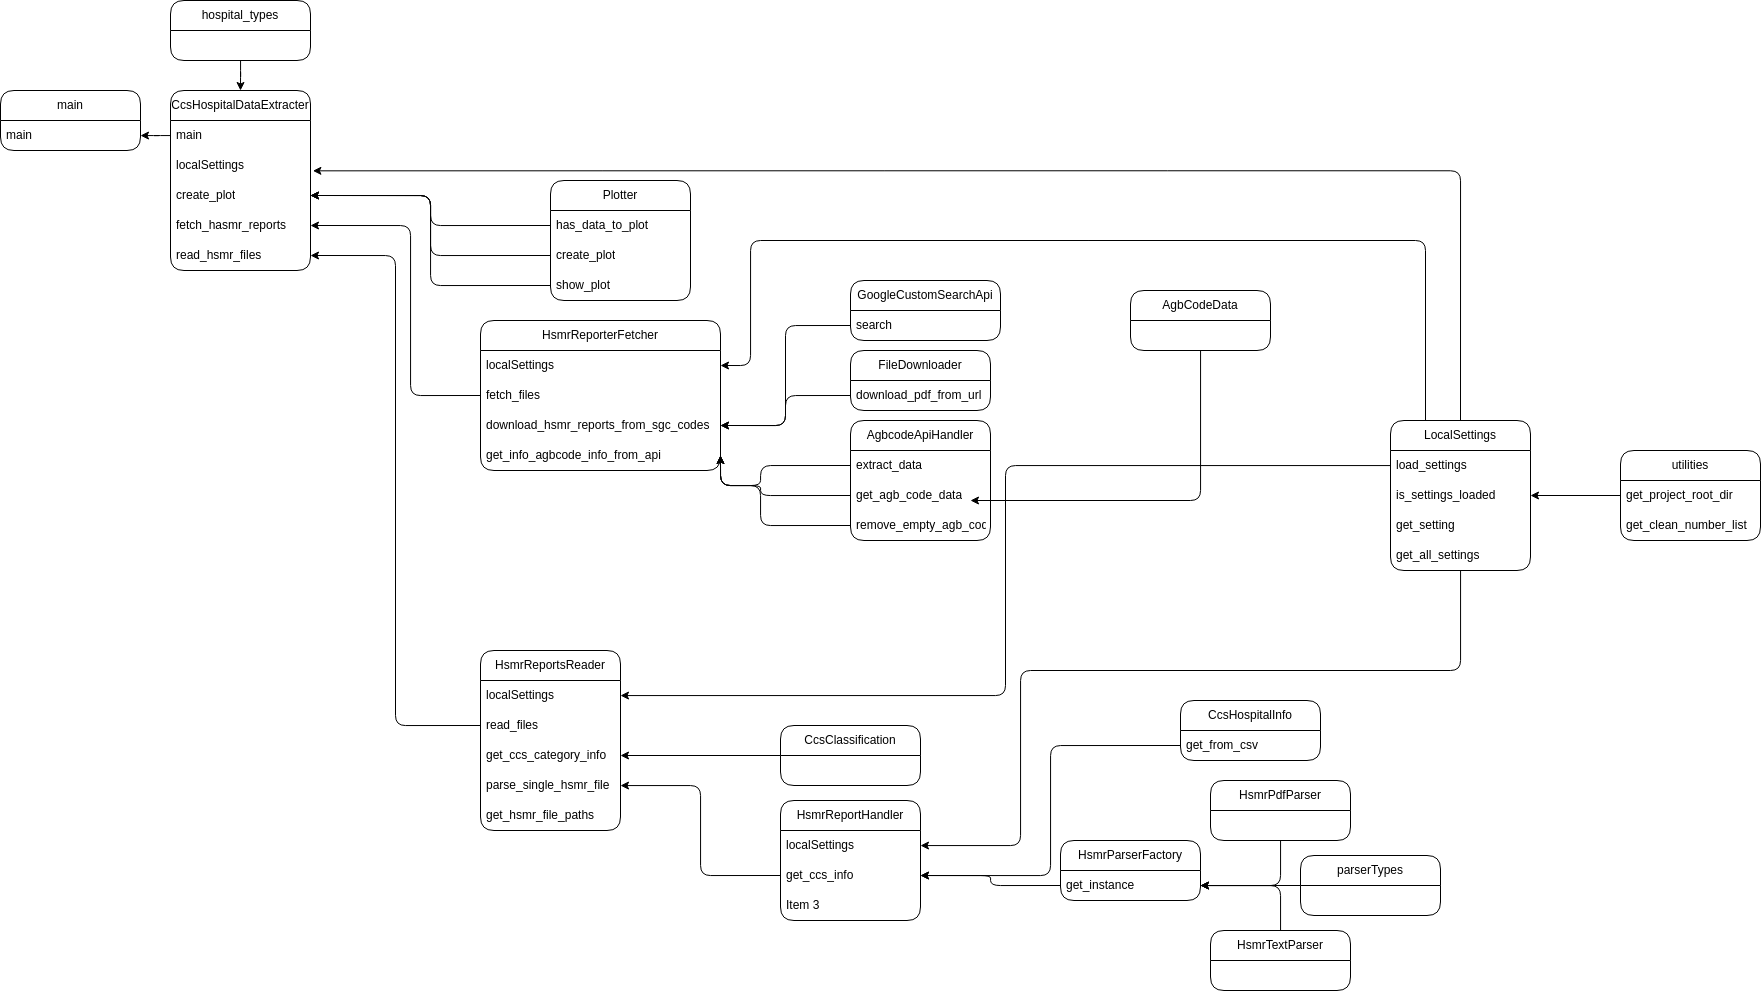 hospital_types
main
main
CcsHospitalDataExtracter
main
localSettings
create_plot
fetch_hasmr_reports
read_hsmr_files
Plotter
has_data_to_plot
create_plot
show_plot
HsmrReporterFetcher
localSettings
fetch_files
download_hsmr_reports_from_sgc_codes
get_info_agbcode_info_from_api
GoogleCustomSearchApi
search
FileDownloader
download_pdf_from_url
AgbcodeApiHandler
extract_data
get_agb_code_data
remove_empty_agb_coc
AgbCodeData
LocalSettings
load_settings
is_settings_loaded
get_setting
get_all_settings
utilities
get_project_root_dir
get_clean_number_list
HsmrReportsReader
localSettings
read_files
get_ccs_category_info
parse_single_hsmr_file
get_hsmr_file_paths
CcsClassification
HsmrReportHandler
localSettings
get_ccs_info
Item 3
CcsHospitalInfo
get_from_csv
HsmrParserFactory
get_instance
HsmrPdfParser
parserTypes
HsmrTextParser